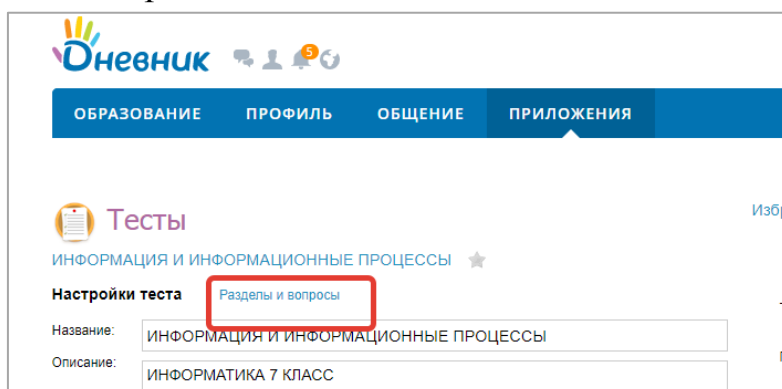 Дневник 5
ОБРАЗОВАНИЕ ПРОФИЛЬ ОБЩЕНИЕ ПРИЛОЖЕНИЯ
Тесты
Изб
ИНФОРМАЦИЯ И ИНФОРМАЦИОННЫЕ ПРОЦЕССЫ
Настройки теста Разделы и вопросы
Название: ИНФОРМАЦИЯ И ИНФОРМАЦИОННЫЕ ПРОЦЕССЫ
Описание: ИНФОРМАТИКА 7 КЛАСС